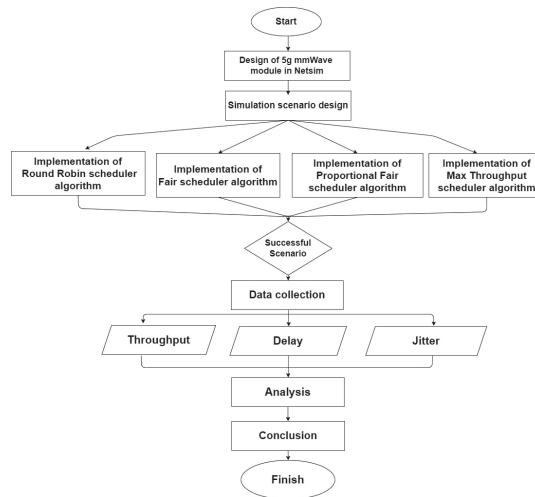 Start
Design of 5g mmWave
module in Netsim
Simulation scenario design
Implementation of
Round Robin scheduler
algorithm
Implementation of
Fair scheduler algorithm
Implementation of
Proportional Fair
scheduler algorithm
Implementation of
Max Throughput
scheduler algorithm
Successful
Scenario
Data collection
Throughput
Delay
Jitter
Analysis
Conclusion
Finish